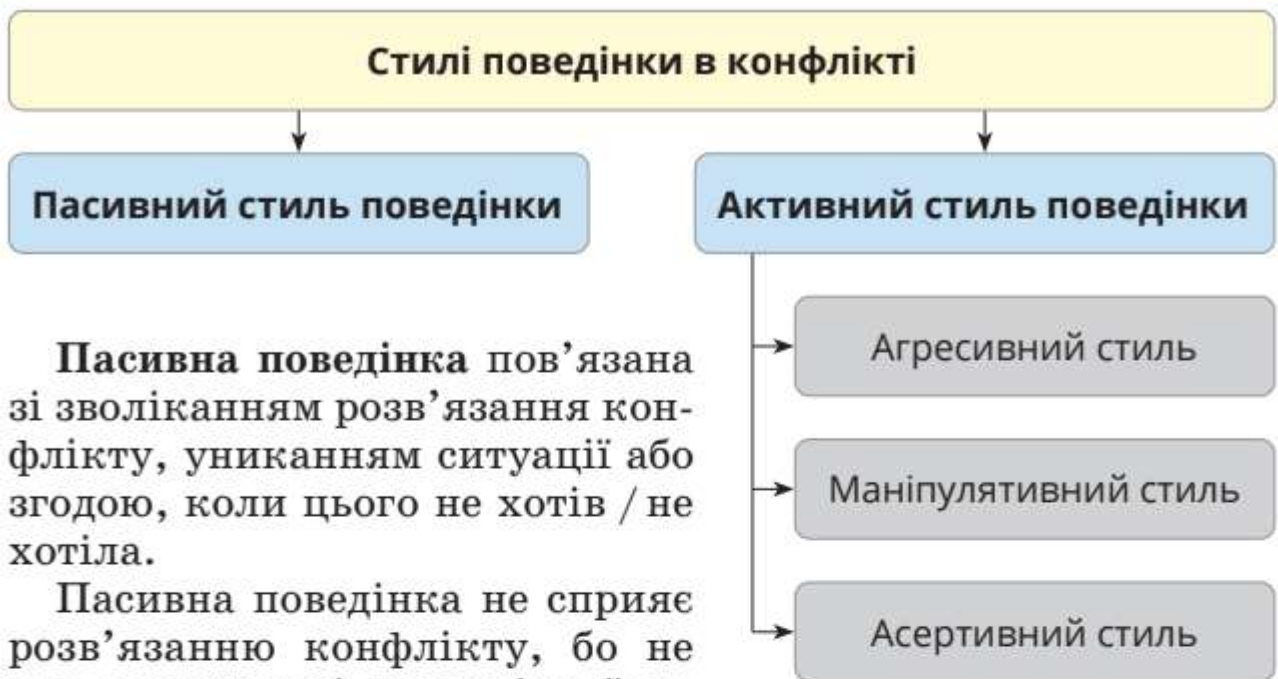 Стилі поведінки в конфлікті
Пасивний стиль поведінки
Активний стиль поведінки
Агресивний стиль
Маніпулятивний стиль
Асертивний стиль
Пасивна поведінка пов’язана
зі зволіканням розв’язання кон-
флікту, униканням ситуації або
згодою, коли цього не хотів / не
хотіла.
Пасивна поведінка не сприяє
розв’язанню конфлікту, бо не